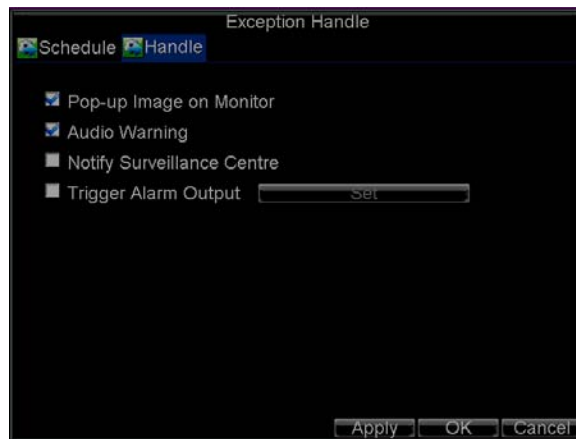 Exception Handle
Schedule Handle
Pop-up Image on Monitor
Audio Warning
Notify Surveillance Centre
Trigger Alarm Output Set
Apply OK Cancel